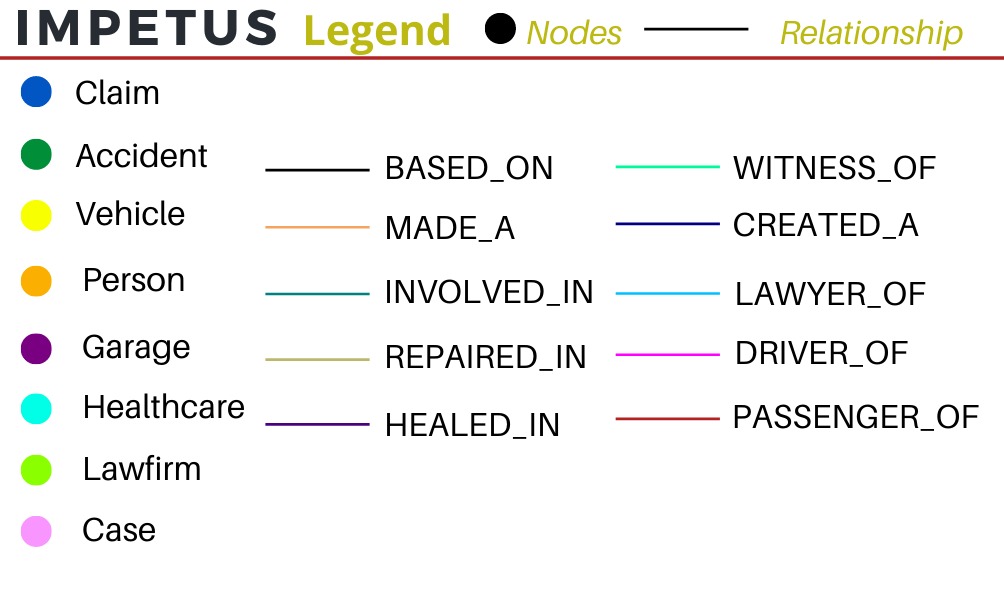 IMPETUS Legend Nodes Relationship
Claim
Accident
Vehicle
Person
Garage
Healthcare
Lawfirm
Case
BASED_ON
MADE_A
INVOLVED_IN
REPAIRED_IN
HEALED_IN
WITNESS_OF
CREATED_A
LAWYER_OF
DRIVER_OF
PASSENGER_OF